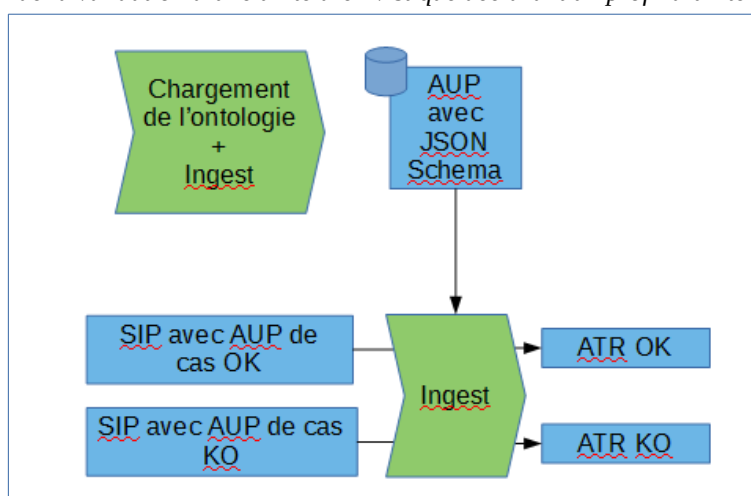 Chargement
de l'ontologie
+
Ingest
AUP
avec
JSON
Schema
SIP avec AUP de
cas OK
Ingest
ATR OK
SIP avec AUP de cas
KO
ATR KO